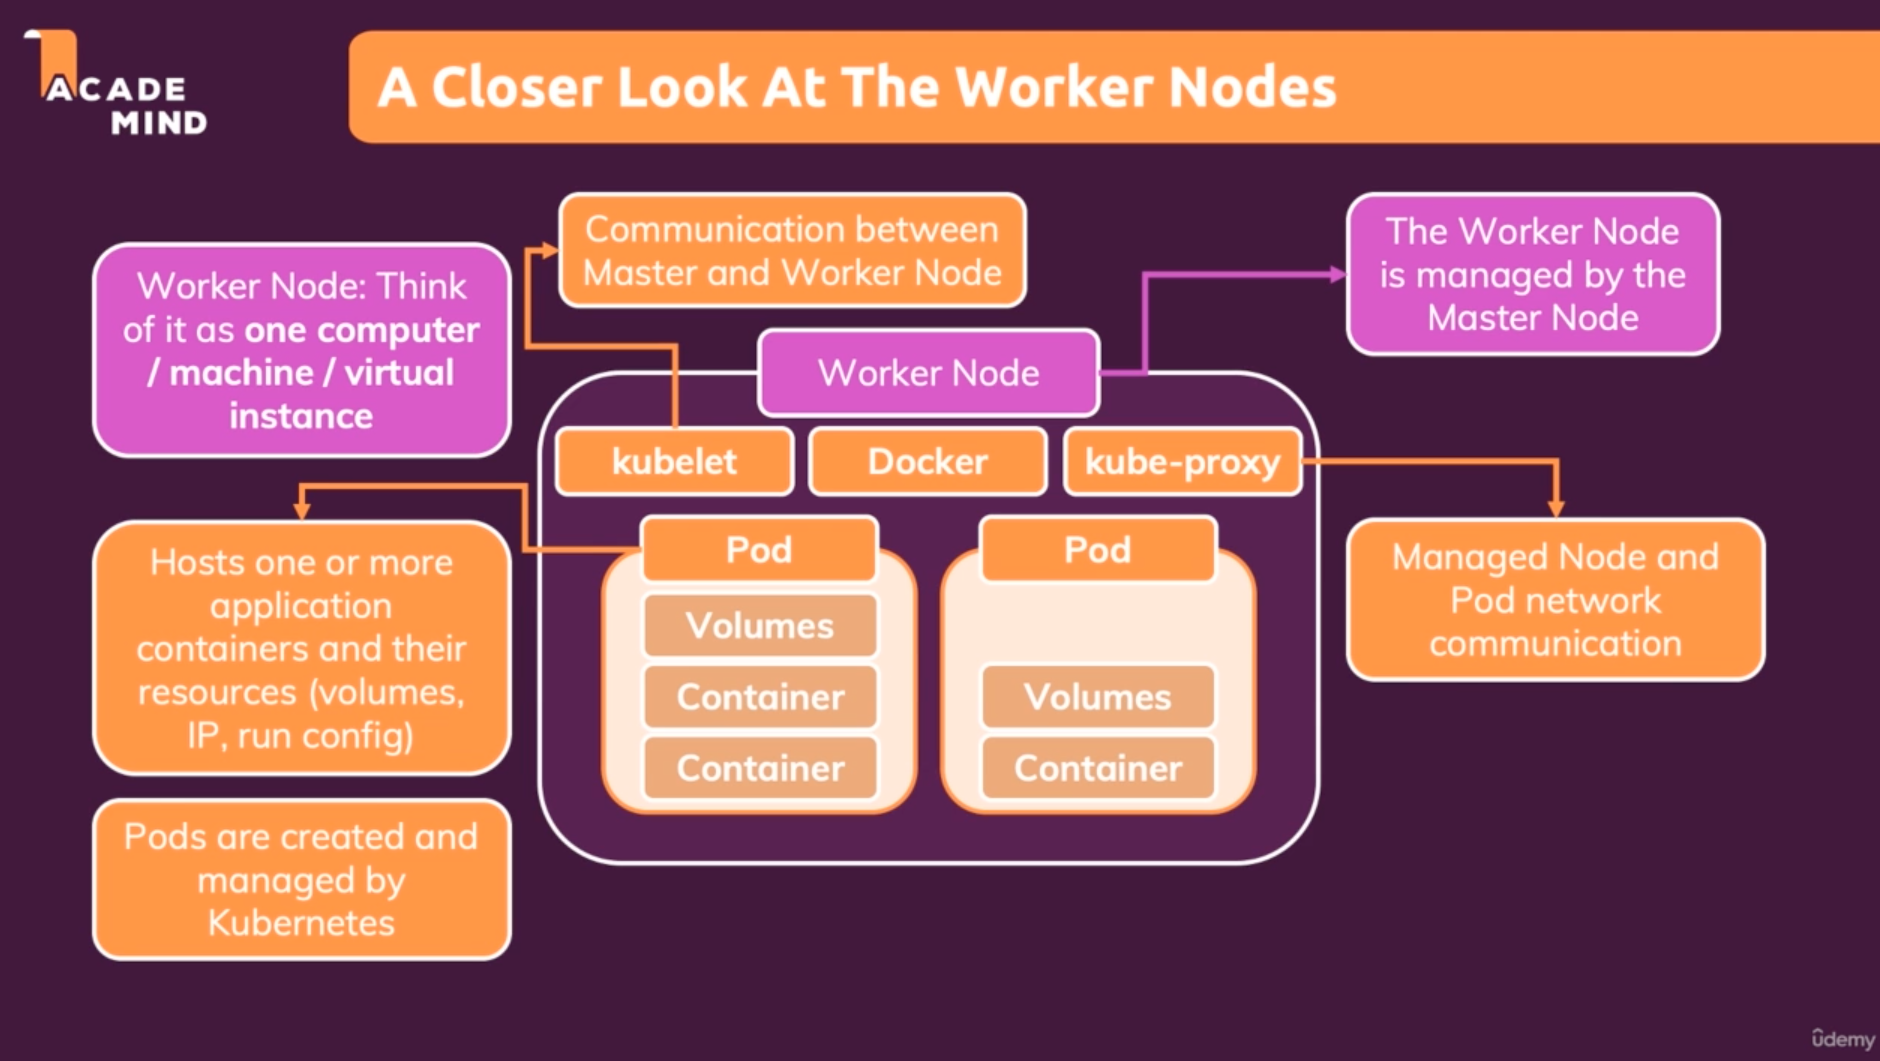 ACADE
MIND
A Closer Look At The Worker Nodes
Worker Node: Think
of it as one computer
/ machine / virtual
instance
Communication between
Master and Worker Node
The Worker Node
is managed by the
Master Node
Worker Node
kubelet
Docker
kube-proxy
Hosts one or more
application
containers and their
resources (volumes,
IP, run config)
Pods are created and
managed by
Kubernetes
Pod
Volumes
Container
Container
Pod
Volumes
Container
Managed Node and
Pod network
communication
ûdemy